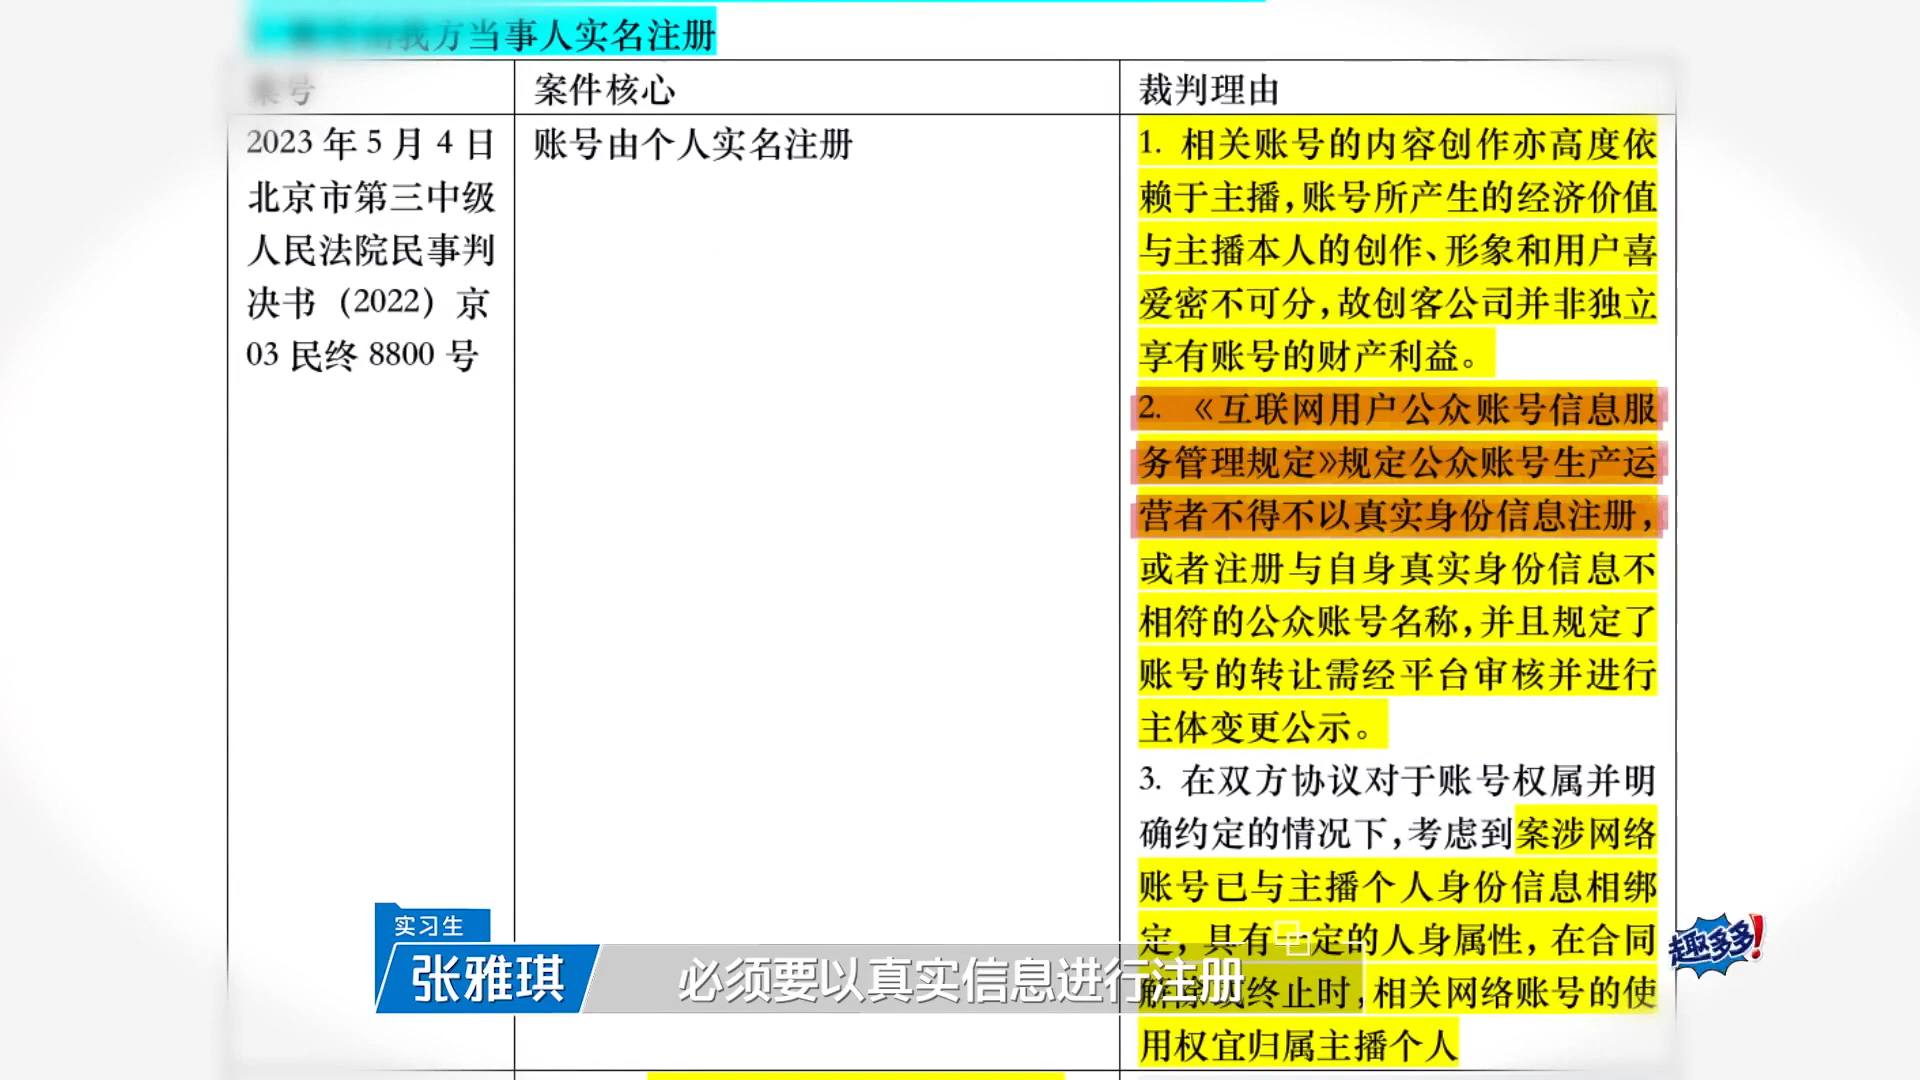 我方当事人实名注册
案号
案件核心
裁判理由
2023 年 5 月 4 日
北京市第三中级
人民法院民事判
决书（2022）京
03 民终 8800 号
账号由个人实名注册
1. 相关账号的内容创作亦高度依
赖于主播，账号所产生的经济价值
与主播本人的创作、形象和用户喜
爱密不可分，故创客公司并非独立
享有账号的财产利益。
2. 《互联网用户公众账号信息服
务管理规定》规定公众账号生产运
营者不得不以真实身份信息注册，
或者注册与自身真实身份信息不
相符的公众账号名称，并且规定了
账号的转让需经平台审核并进行
主体变更公示。
3. 在双方协议对于账号权属并明
确约定的情况下，考虑到案涉网络
账号已与主播个人身份信息相绑
定，具有一定的人身属性，在合同
解除或终止时，相关网络账号的使
用权宜归属主播个人
实习生
张雅琪
必须要以真实信息进行注册
趣多多！